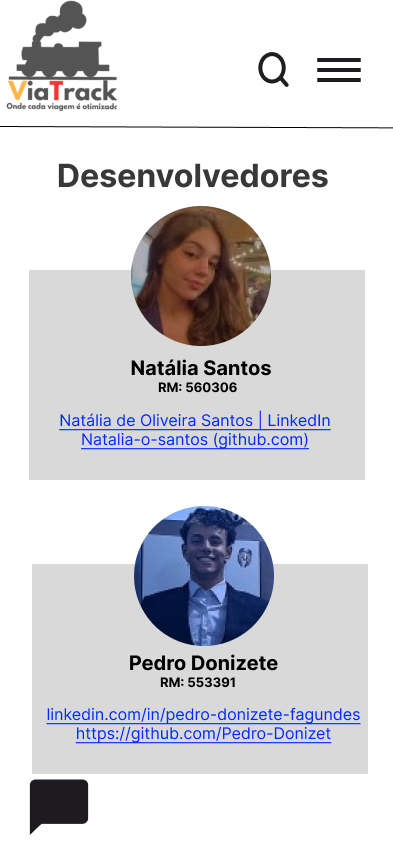 ViaTrack
Onde cada viagem é otimizada
Desenvolvedores
Natália Santos
RM: 560306
Natália de Oliveira Santos | LinkedIn
Natalia-o-santos (github.com)
Pedro Donizete
RM: 553391
linkedin.com/in/pedro-donizete-fagundes
https://github.com/Pedro-Donizet